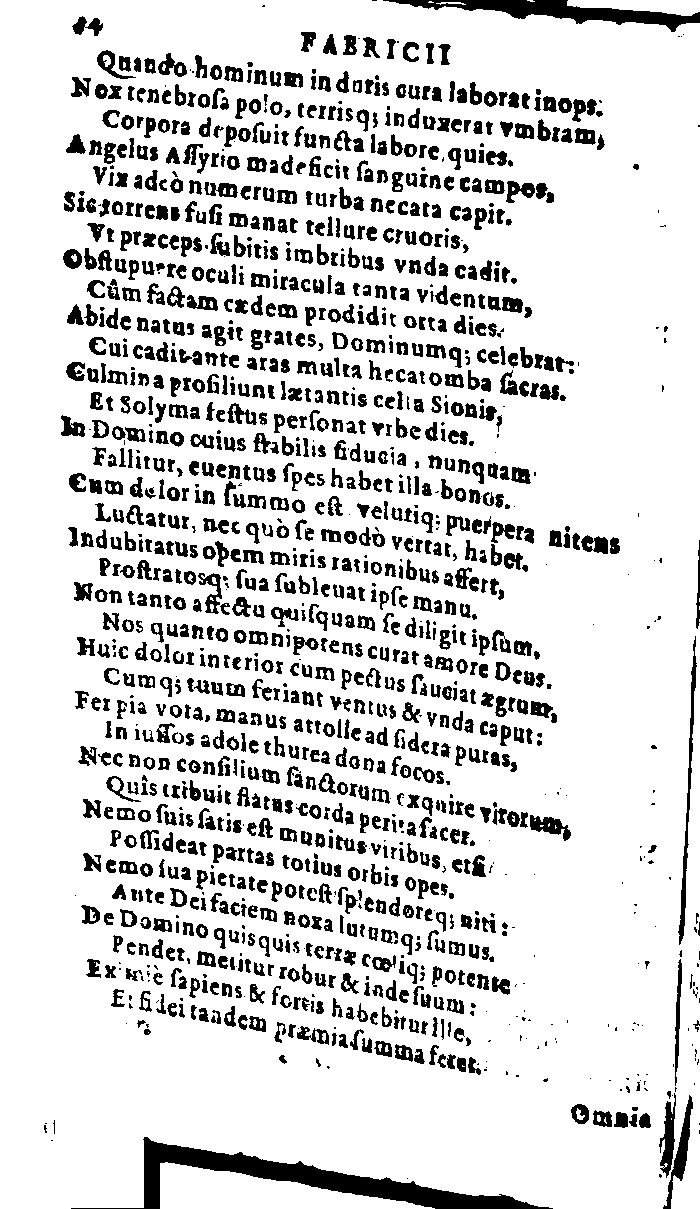 84
FABRICII
Quando hominum in duris cura laborat inops.
Nox tenebroſa polo, terrisq; induxerat vmbram,
Corpora depoſuit functa labore quies.
Angelus Aſſyrio madeficit ſanguine campos,
Vix adeò numerum turba necata capit.
Sic torrens fuſi manat tellure cruoris,
Vt præceps ſubitis imbribus vnda cadit.
Obſtupuere oculi miracula tanta videntum,
Cûm factam cædem prodidit orta dies.
Abide natus agit grates, Dominumq; celebrat:
Cui cadit ante aras multa hecatomba ſacras.
Culmina proſiliunt lætantis celſa Sionis,
Et Solyma feſtus perſonat vrbe dies.
In Domino cuius ſtabilis fiducia, nunquam
Fallitur, euentus ſpes habet illa bonos.
Cum dolor in ſummo eſt velutiq; puerpera nitens
Luctatur, nec quò ſe modò vertat, habet.
Indubitatus opem miris rationibus affert,
Proſtratosq; ſua ſubleuat ipſe manu.
Non tanto affectu quiſquam ſe diligit ipſum,
Nos quanto omnipotens curat amore Deus.
Huic dolor interior cum pectus ſauciat ægrum,
Cumq; tuum feriant ventus & vnda caput:
Fer pia vota, manus attolle ad ſidera puras,
In iuſſos adole thurea dona focos.
Nec non conſilium ſanctorum exquire virorum,
Quîs tribuit flatus corda perita ſacer.
Nemo ſuis ſatis eſt munitus viribus, etſi
Poſſideat partas totius orbis opes.
Nemo ſua pietate poteſt ſplendoreq; niti:
Ante Dei faciem noxa lutumq; ſumus.
De Domino quisquis terræ cœliq; potente
Pendet, metitur robur & inde ſuum:
Eximiè ſapiens & fortis habebitur ille,
Et fidei tandem præmia ſumma feret.
Omnia